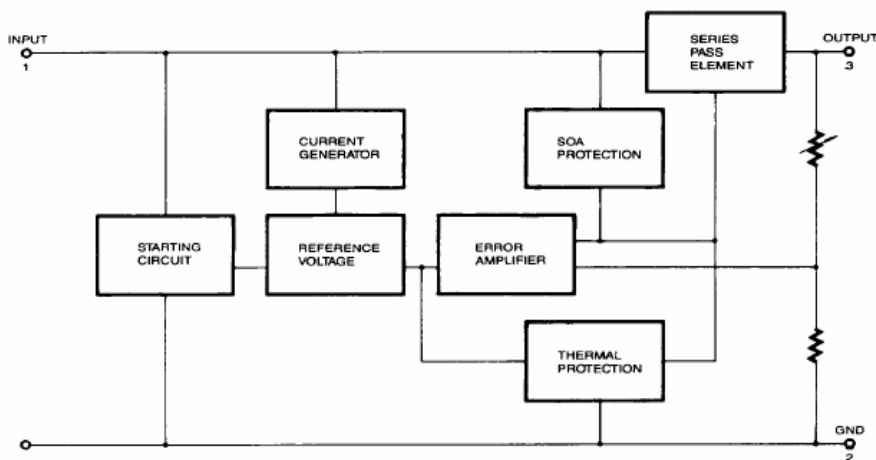 INPUT
1
SERIES
PASS
ELEMENT
OUTPUT
3
CURRENT
GENERATOR
SOA
PROTECTION
STARTING
CIRCUIT
REFERENCE
VOLTAGE
ERROR
AMPLIFIER
THERMAL
PROTECTION
GND
2